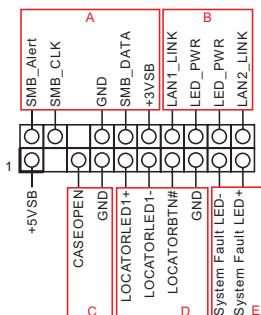 A
B
SMB_Alert
SMB_CLK
GND
SMB_DATA
+3VSB
LAN1_LINK
LED_PWR
LED_PWR
LAN2_LINK
1
+5VSB
CASEOPEN
GND
LOCATORLED1+
LOCATORLED1-
LOCATORBTN#
GND
System Fault LED-
System Fault LED+
C
D
E